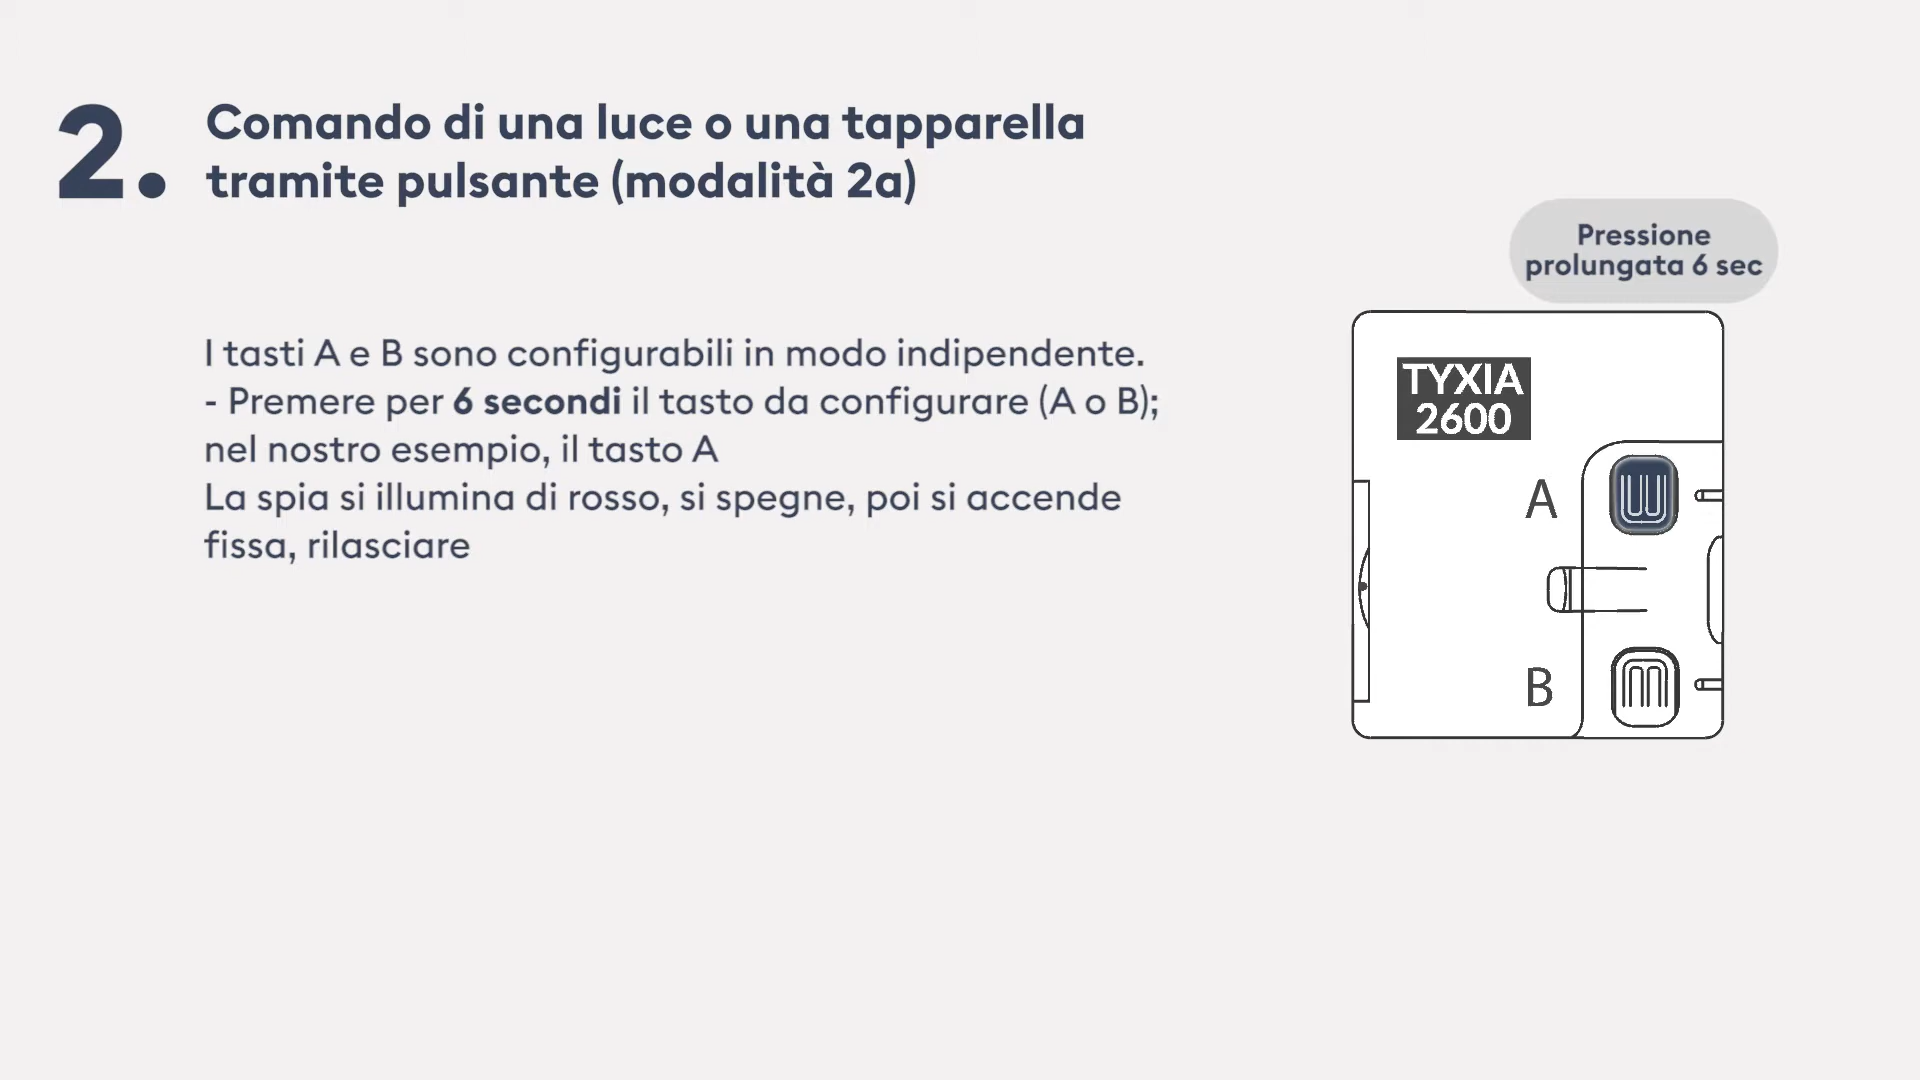 2.
Comando di una luce o una tapparella
tramite pulsante (modalità 2a)
Pressione
prolungata 6 sec
I tasti A e B sono configurabili in modo indipendente.
- Premere per 6 secondi il tasto da configurare (A o B);
nel nostro esempio, il tasto A
La spia si illumina di rosso, si spegne, poi si accende
fissa, rilasciare
TYXIA
2600
A
B